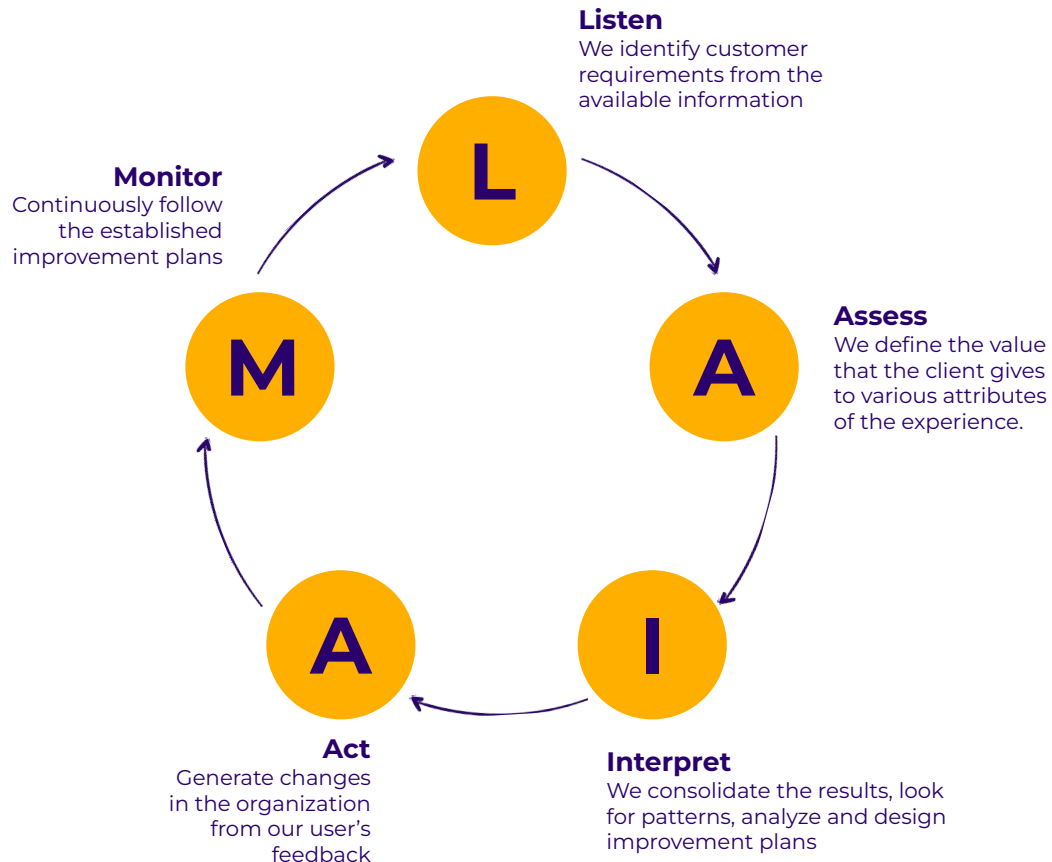 Listen
We identify customer
requirements from the
available information
L
Monitor
Continuously follow
the established
improvement plans
M
A
Assess
We define the value
that the client gives
to various attributes
of the experience.
A
I
Act
Generate changes
in the organization
from our user's
feedback
Interpret
We consolidate the results, look
for patterns, analyze and design
improvement plans